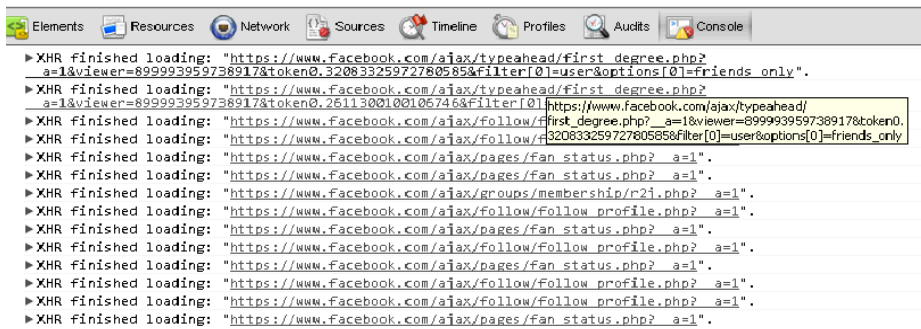 Elements Resources Network Sources Timeline Profiles Audits Console
▶XHR finished loading: "https://www.facebook.com/ajax/typeahead/first_degree.php?
__a=1&viewer=899993959738917&token0.32083325972780585&filter[0]=user&options[0]=friends_only".
▶XHR finished loading: "https://www.facebook.com/ajax/typeahead/first_degree.php?
__a=1&viewer=899993959738917&token0.2611300100106746&filter[0]
https://www.facebook.com/ajax/typeahead/
first_degree.php?__a=1&viewer=899993959738917&token0.
32083325972780585&filter[0]=user&options[0]=friends_only
▶XHR finished loading: "https://www.facebook.com/ajax/follow/f
▶XHR finished loading: "https://www.facebook.com/ajax/follow/f
▶XHR finished loading: "https://www.facebook.com/ajax/pages/fan_status.php?__a=1".
▶XHR finished loading: "https://www.facebook.com/ajax/pages/fan_status.php?__a=1".
▶XHR finished loading: "https://www.facebook.com/ajax/groups/membership/r2j.php?__a=1".
▶XHR finished loading: "https://www.facebook.com/ajax/follow/follow_profile.php?__a=1".
▶XHR finished loading: "https://www.facebook.com/ajax/follow/follow_profile.php?__a=1".
▶XHR finished loading: "https://www.facebook.com/ajax/follow/follow_profile.php?__a=1".
▶XHR finished loading: "https://www.facebook.com/ajax/pages/fan_status.php?__a=1".
▶XHR finished loading: "https://www.facebook.com/ajax/follow/follow_profile.php?__a=1".
▶XHR finished loading: "https://www.facebook.com/ajax/follow/follow_profile.php?__a=1".
▶XHR finished loading: "https://www.facebook.com/ajax/pages/fan_status.php?__a=1".